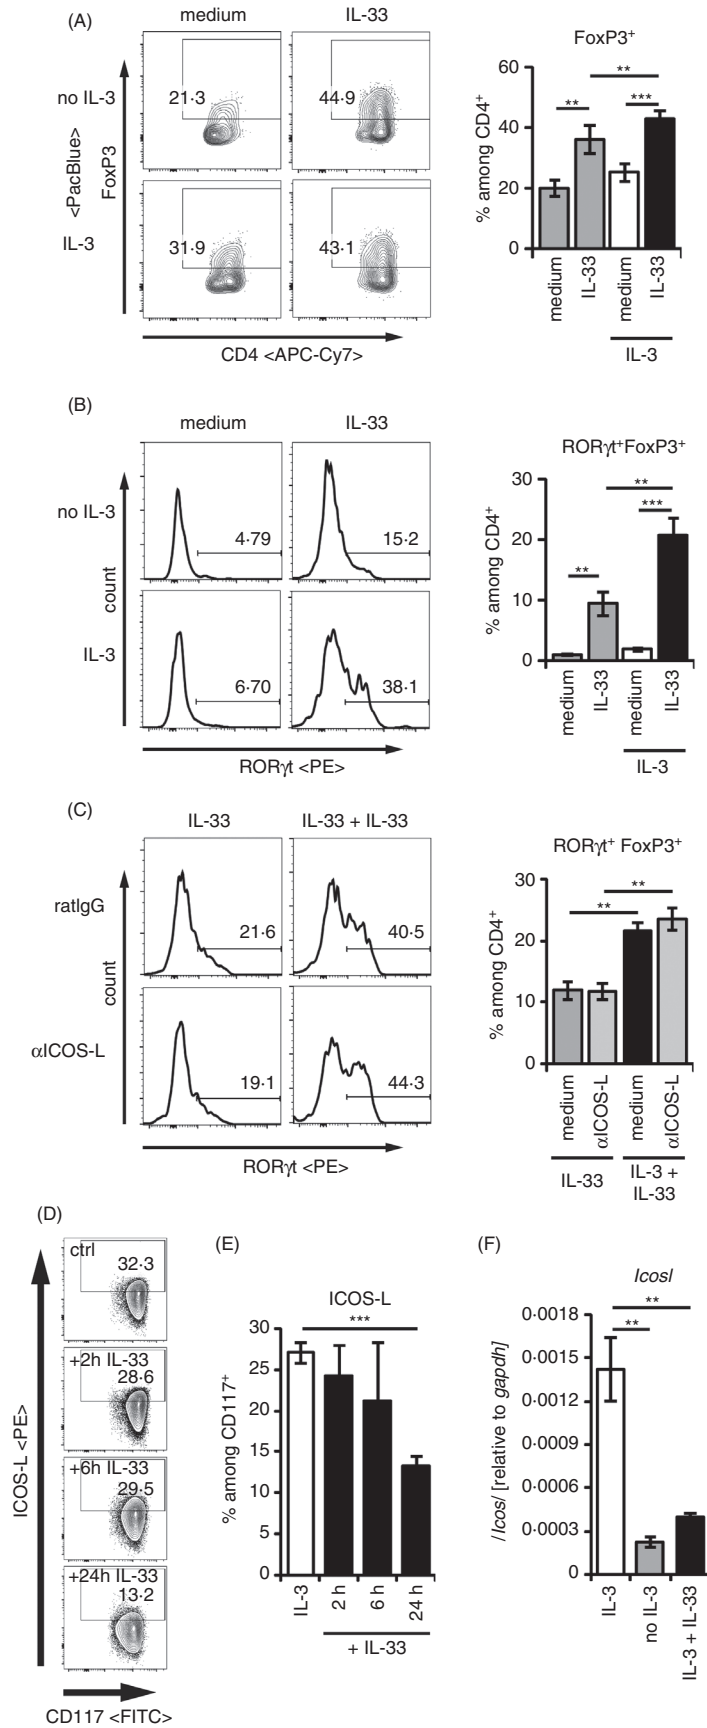 (A)
medium
IL-33
no IL-3
21·3
44·9
IL-3
31·9
43·1
<PacBlue>
FoxP3
CD4 <APC-Cy7>
FoxP3+
% among CD4+
60
40
20
0
**
**
***
medium
IL-33
medium
IL-33
IL-3
(B)
medium
IL-33
no IL-3
4·79
15·2
IL-3
6·70
38·1
count
RORγt <PE>
RORγt+FoxP3+
% among CD4+
30
20
10
0
**
**
***
medium
IL-33
medium
IL-33
IL-3
(C)
IL-33
IL-33 + IL-33
ratIgG
21·6
40·5
αICOS-L
19·1
44·3
count
RORγt <PE>
RORγt+ FoxP3+
% among CD4+
30
20
10
0
**
**
medium
αICOS-L
medium
αICOS-L
IL-33
IL-3 +
IL-33
(D)
ctrl
32·3
+2h IL-33
28·6
+6h IL-33
29·5
+24h IL-33
13·2
ICOS-L <PE>
CD117 <FITC>
(E)
ICOS-L
***
% among CD117+
30
25
20
15
10
5
0
IL-3
2 h
6 h
24 h
+ IL-33
(F)
Icosl
**
**
/Icosl [relative to gapdh]
0·0018
0·0015
0·0012
0·0009
0·0006
0·0003
0
IL-3
no IL-3
IL-3 + IL-33